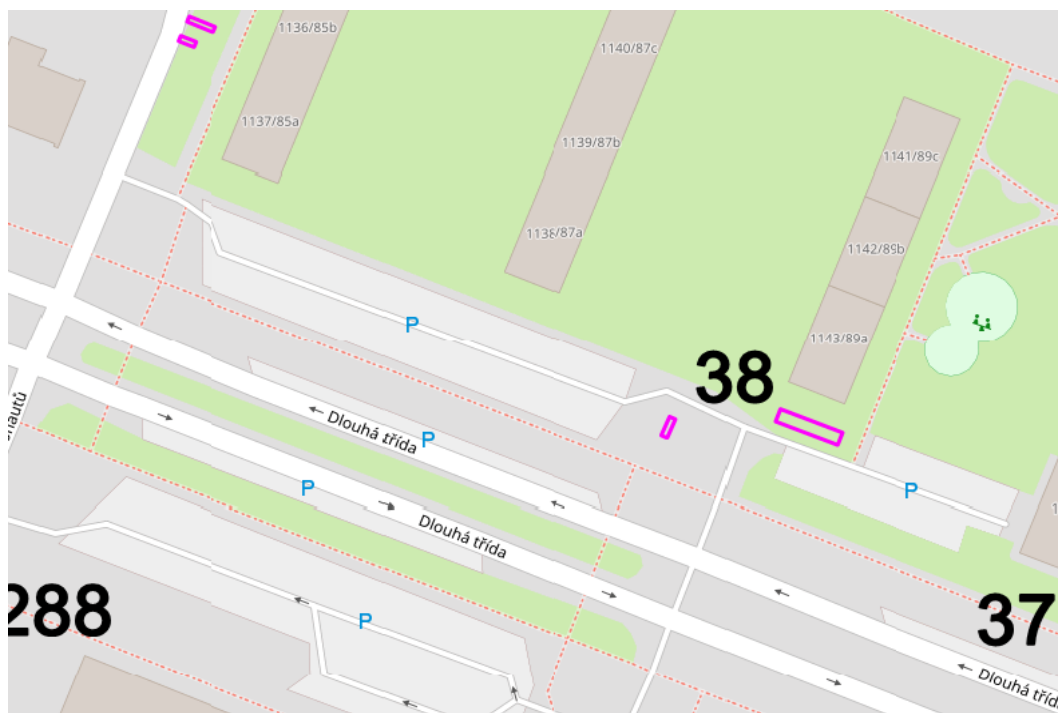 1136/85b
1140/87c
1137/85a
1139/87b
1141/89c
1138/87a
1142/89b
P
1143/89a
38
Dlouhá třída
P
P
P
Dlouhá třída
288
P
37
Dlouhá